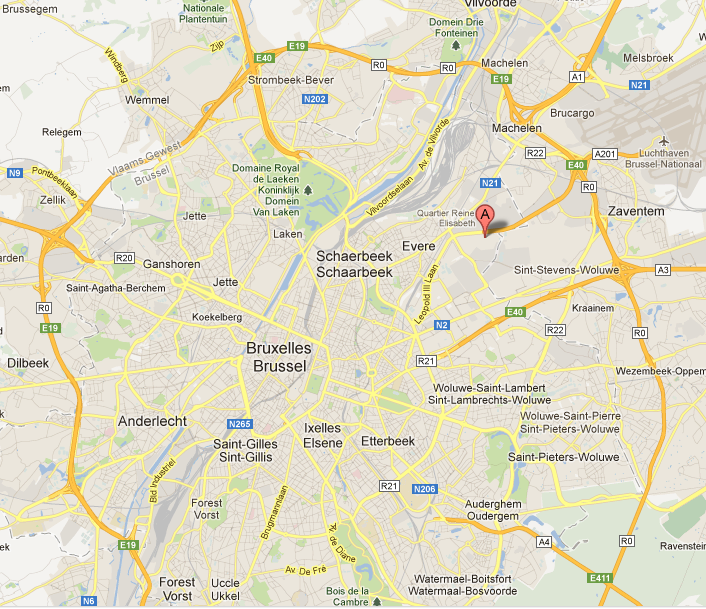 Brussegem
Nationale
Plantentuin
Vilvoorde
Domein Drie
Fonteinen
Zijp
E19
E40
R0
R0
Machelen
E19
A1
Melsbroek
N21
Windberg
Strombeek-Bever
N202
Wemmel
Brucargo
Relegem
Machelen
Av. de Vilvorde
Vlaams Gewest
Brussel
R22
E40
A201
Luchthaven
Brussel-Nationaal
N9
Pontbeeklaan
Domaine Royal
de Laeken
Koninklijk
Domein
Van Laken
N21
R0
Zellik
Vilvoordselaan
Quartier Reine
Elisabeth
A
Zaventem
Jette
Laken
Evere
Schaerbeek
Schaarbeek
R20
Ganshoren
Jette
Sint-Stevens-Woluwe
A3
Saint-Agatha-Berchem
Leopold III Laan
R0
E19
Koekelberg
N2
E40
Kraainem
R22
R0
Bruxelles
Brussel
R21
Dilbeek
Wezembeek-Oppem
Woluwe-Saint-Lambert
Sint-Lambrechts-Woluwe
Anderlecht
N265
Ixelles
Elsene
Etterbeek
Woluwe-Saint-Pierre
Sint-Pieters-Woluwe
Saint-Gilles
Sint-Gillis
Sint-Pieters-Woluwe
Bld Industriel
R21
N206
Forest
Vorst
Brugmannlaan
Auderghem
Oudergem
E19
A4
R0
Ravenstein
Av. De Fré
Forest
Vorst
Uccle
Ukkel
Watermael-Boitsfort
Watermaal-Bosvoorde
E411
N6
Bois de la
Cambre